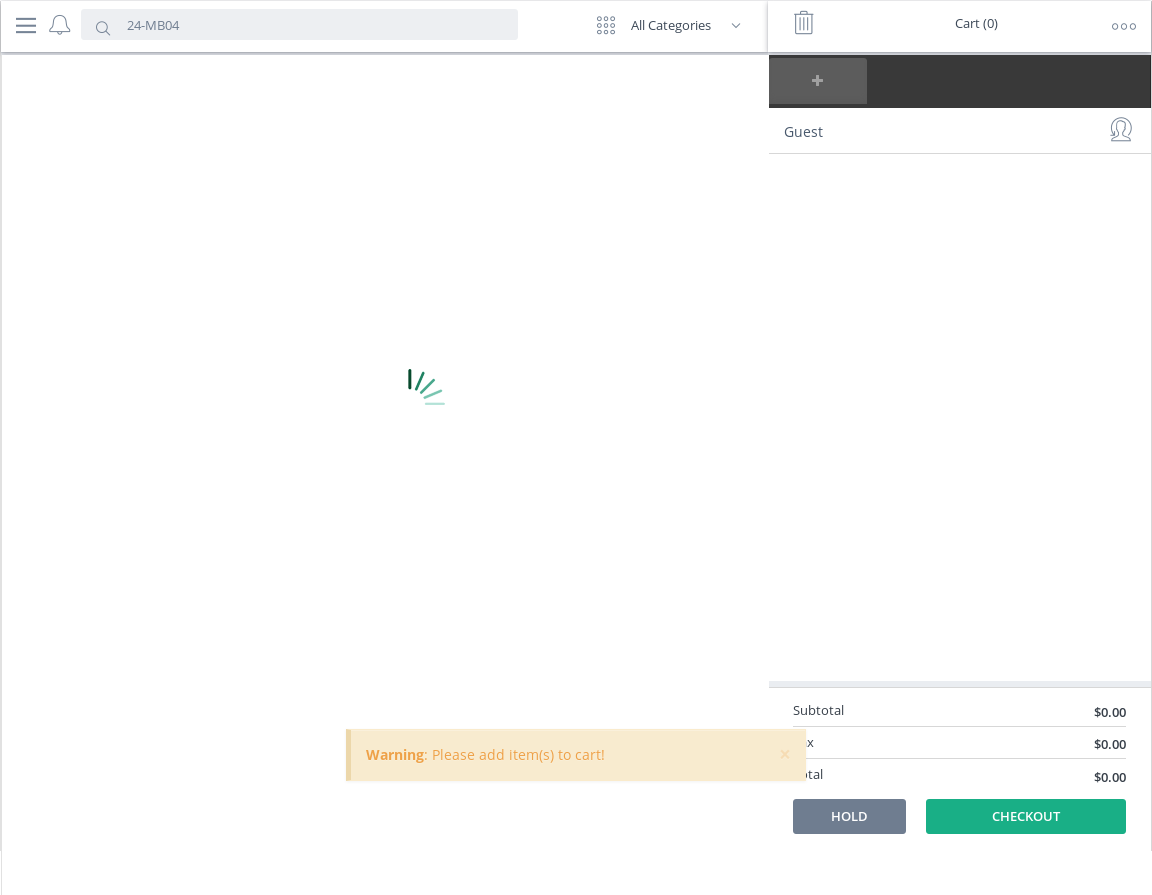 24-MB04
All Categories
Cart (0)
+
Guest
Subtotal
$0.00
$0.00
$0.00
Warning: Please add item(s) to cart!
×
HOLD
CHECKOUT